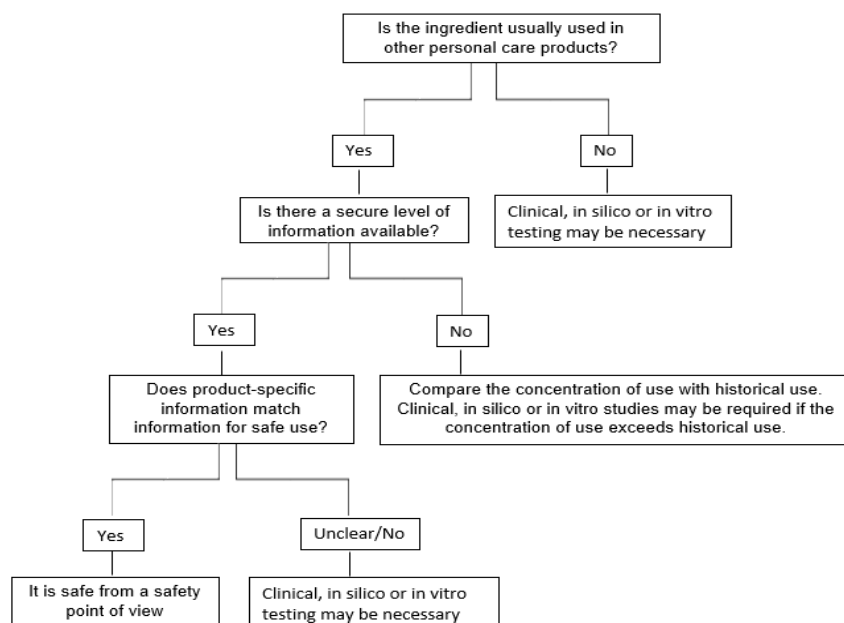 Is the ingredient usually used in
other personal care products?
Yes
No
Is there a secure level of
information available?
Clinical, in silico or in vitro
testing may be necessary
Yes
No
Does product-specific
information match
information for safe use?
Compare the concentration of use with historical use.
Clinical, in silico or in vitro studies may be required if the
concentration of use exceeds historical use.
Yes
Unclear/No
It is safe from a safety
point of view
Clinical, in silico or in vitro
testing may be necessary